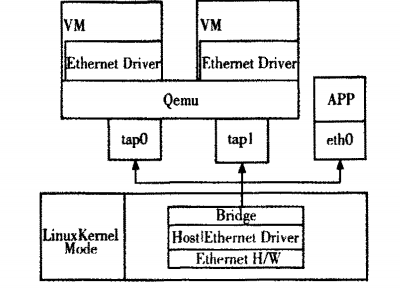 VM
VM
Ethernet Driver
Ethernet Driver
Qemu
APP
tap0
tap1
eth0
Bridge
LinuxKernel
Mode
Host|Ethernet Driver
Ethernet H/W